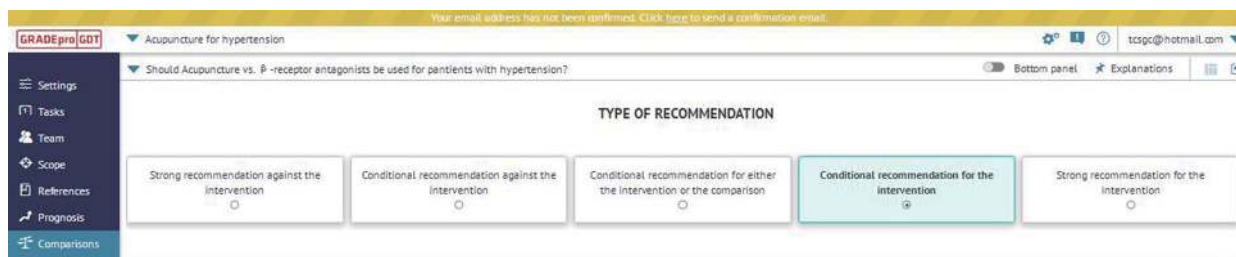 Your email address has not been confirmed. Click here to send a confirmation email.
GRADEpro GDT
Acupuncture for hypertension
tcsgc@hotmail.com
Should Acupuncture vs. β -receptor antagonists be used for pantients with hypertension?
Bottom panel
Explanations
Settings
Tasks
Team
Scope
References
Prognosis
Comparisons
TYPE OF RECOMMENDATION
Strong recommendation against the
intervention
Conditional recommendation against the
intervention
Conditional recommendation for either
the intervention or the comparison
Conditional recommendation for the
intervention
Strong recommendation for the
intervention